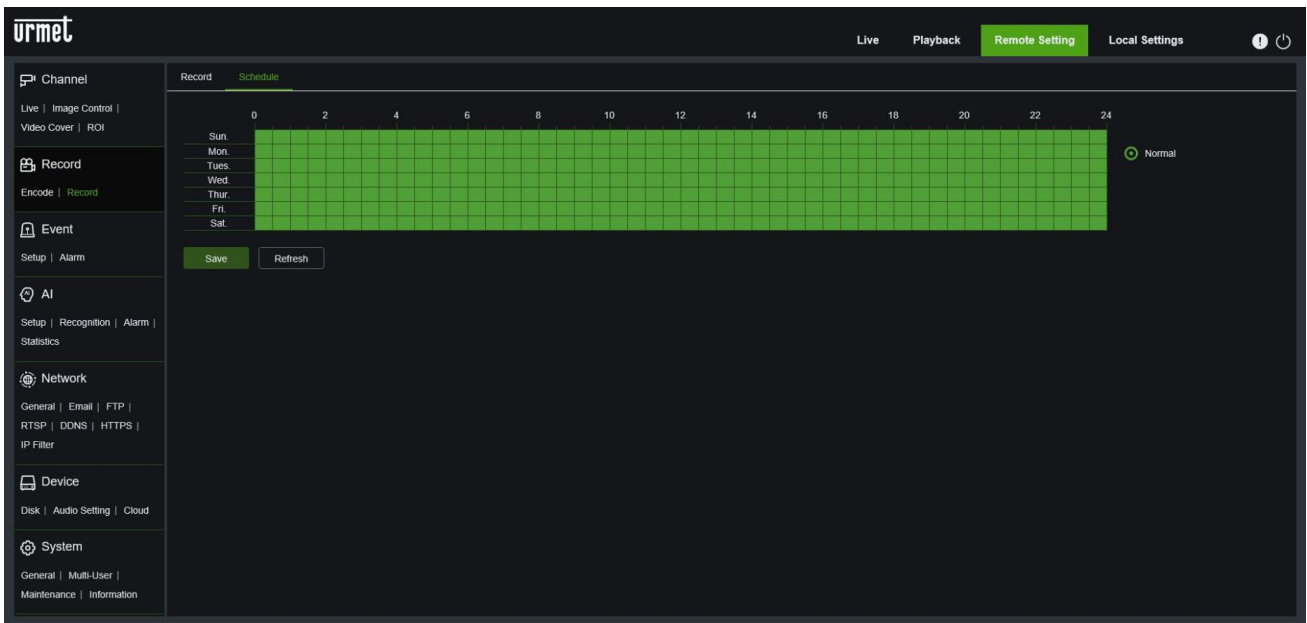 urmet
Live Playback Remote Setting Local Settings
Channel
Live | Image Control |
Video Cover | ROI
Record
Encode | Record
Event
Setup | Alarm
AI
Setup | Recognition | Alarm |
Statistics
Network
General | Email | FTP |
RTSP | DDNS | HTTPS |
IP Filter
Device
Disk | Audio Setting | Cloud
System
General | Multi-User |
Maintenance | Information
Record Schedule
0 2 4 6 8 10 12 14 16 18 20 22 24
Sun.
Mon.
Tues.
Wed.
Thur.
Fri.
Sat.
Normal
Save Refresh